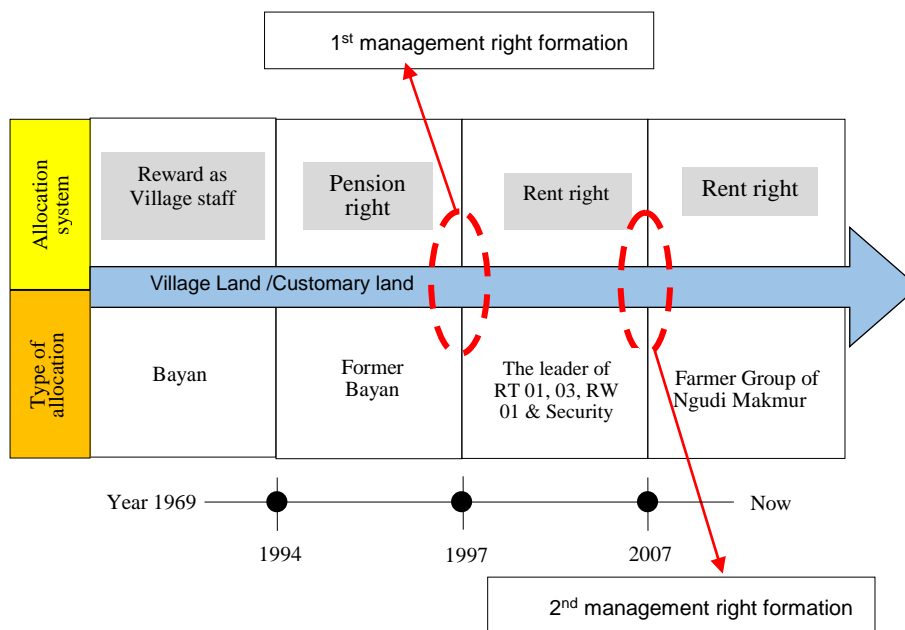 1st management right formation
Allocation
system
Reward as
Village staff
Pension
right
Rent right
Rent right
Village Land /Customary land
Type of
allocation
Bayan
Former
Bayan
The leader of
RT 01, 03, RW
01 & Security
Farmer Group of
Ngudi Makmur
Year 1969
Now
1994
1997
2007
2nd management right formation